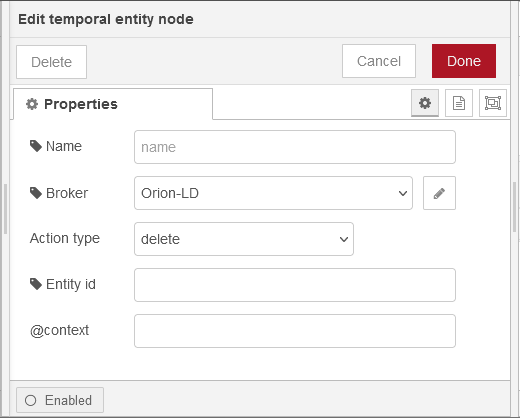 Edit temporal entity node
Delete
Cancel
Done
Properties
Name
name
Broker
Orion-LD
Action type
delete
Entity id
@context
Enabled